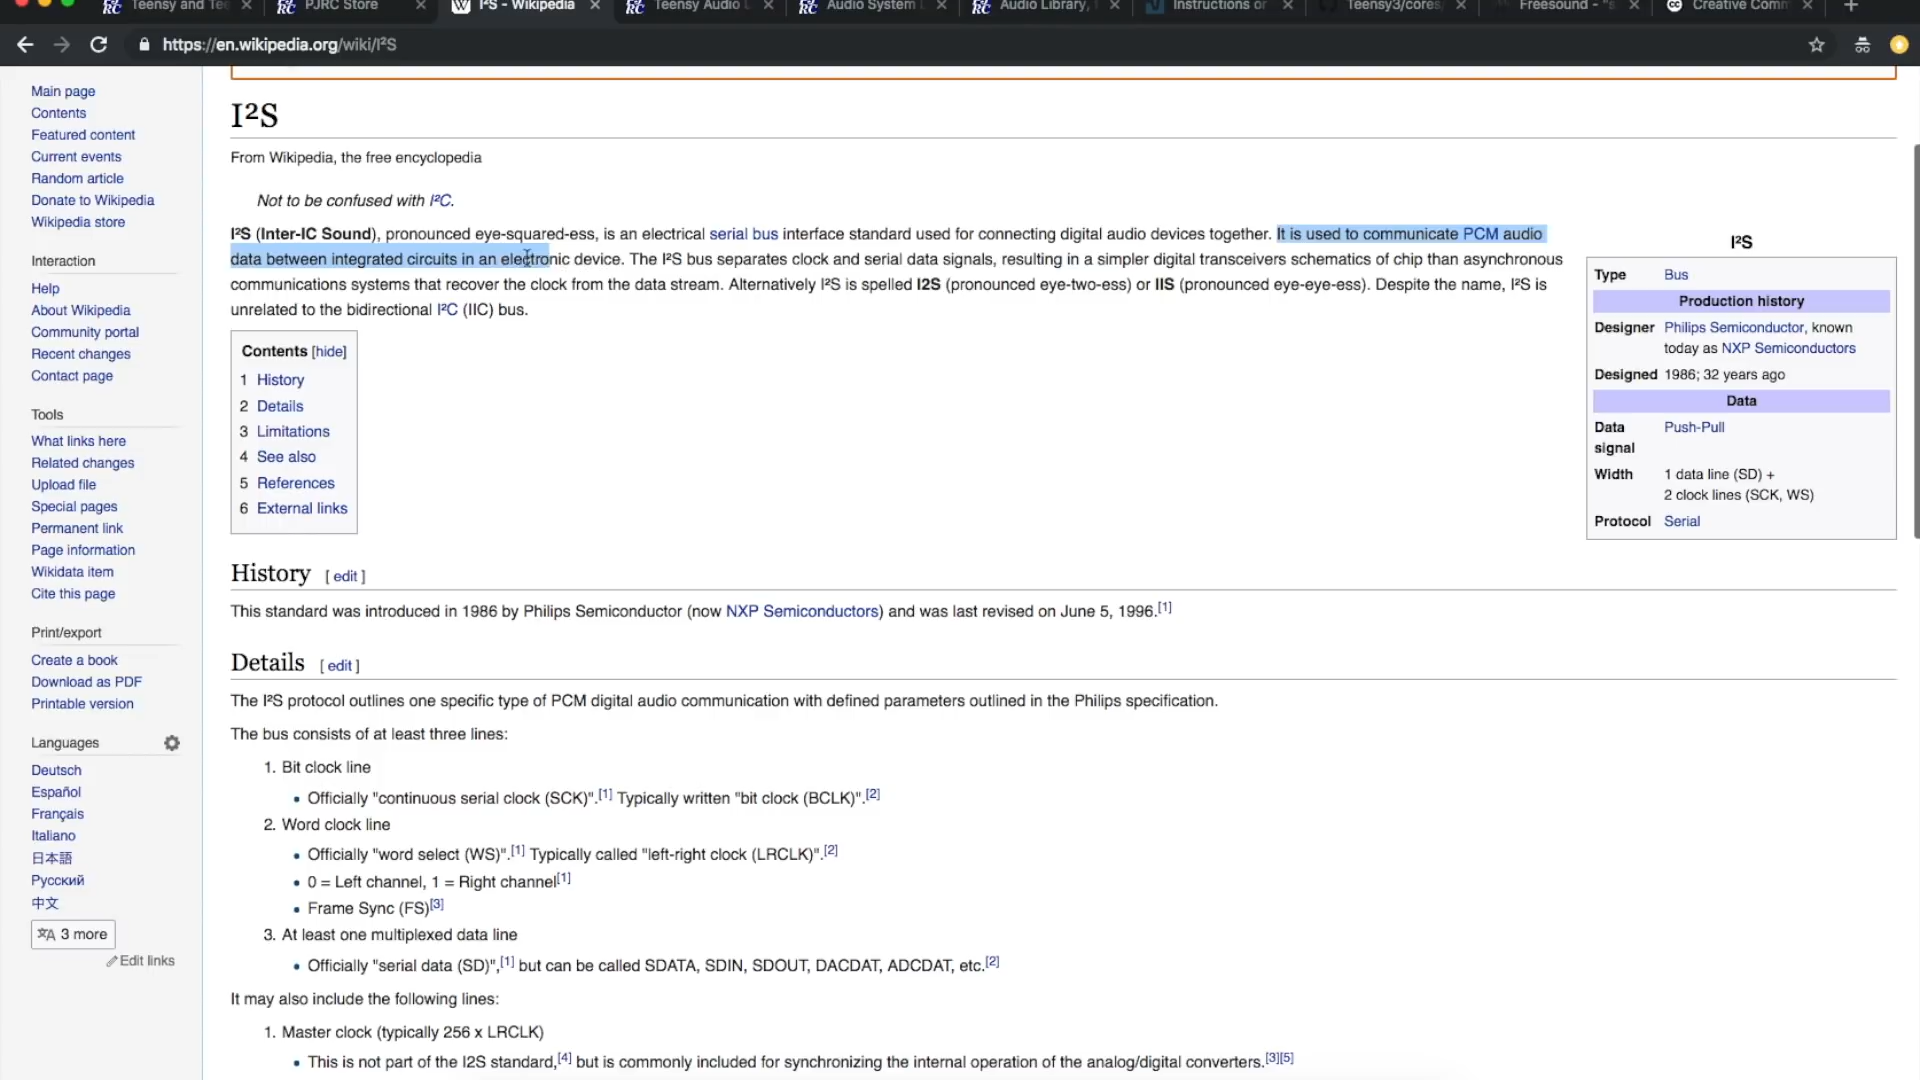 Teensy and Te
PJRC Store
I²S - Wikipedia
Teensy Audio
Audio System
Audio Library,
Instructions or
Teensy3/cores
Freesound - "s
Creative Comm
https://en.wikipedia.org/wiki/I²S
Main page
Contents
Featured content
Current events
Random article
Donate to Wikipedia
Wikipedia store
Interaction
Help
About Wikipedia
Community portal
Recent changes
Contact page
Tools
What links here
Related changes
Upload file
Special pages
Permanent link
Page information
Wikidata item
Cite this page
Print/export
Create a book
Download as PDF
Printable version
Languages
Deutsch
Español
Français
Italiano
日本語
Русский
中文
3 more
Edit links
I²S
From Wikipedia, the free encyclopedia
Not to be confused with I²C.
I²S (Inter-IC Sound), pronounced eye-squared-ess, is an electrical serial bus interface standard used for connecting digital audio devices together. It is used to communicate PCM audio
data between integrated circuits in an electronic device. The I²S bus separates clock and serial data signals, resulting in a simpler digital transceivers schematics of chip than asynchronous
communications systems that recover the clock from the data stream. Alternatively I²S is spelled I2S (pronounced eye-two-ess) or IIS (pronounced eye-eye-ess). Despite the name, I²S is
unrelated to the bidirectional I²C (IIC) bus.
Contents [hide]
1 History
2 Details
3 Limitations
4 See also
5 References
6 External links
I²S
Type Bus
Production history
Designer Philips Semiconductor, known
today as NXP Semiconductors
Designed 1986; 32 years ago
Data
Data Push-Pull
signal
Width 1 data line (SD) +
2 clock lines (SCK, WS)
Protocol Serial
History [ edit ]
This standard was introduced in 1986 by Philips Semiconductor (now NXP Semiconductors) and was last revised on June 5, 1996.[1]
Details [ edit ]
The I²S protocol outlines one specific type of PCM digital audio communication with defined parameters outlined in the Philips specification.
The bus consists of at least three lines:
1. Bit clock line
• Officially "continuous serial clock (SCK)".[1] Typically written "bit clock (BCLK)".[2]
2. Word clock line
• Officially "word select (WS)".[1] Typically called "left-right clock (LRCLK)".[2]
• 0 = Left channel, 1 = Right channel[1]
• Frame Sync (FS)[3]
3. At least one multiplexed data line
• Officially "serial data (SD)",[1] but can be called SDATA, SDIN, SDOUT, DACDAT, ADCDAT, etc.[2]
It may also include the following lines:
1. Master clock (typically 256 x LRCLK)
• This is not part of the I2S standard,[4] but is commonly included for synchronizing the internal operation of the analog/digital converters.[3][5]